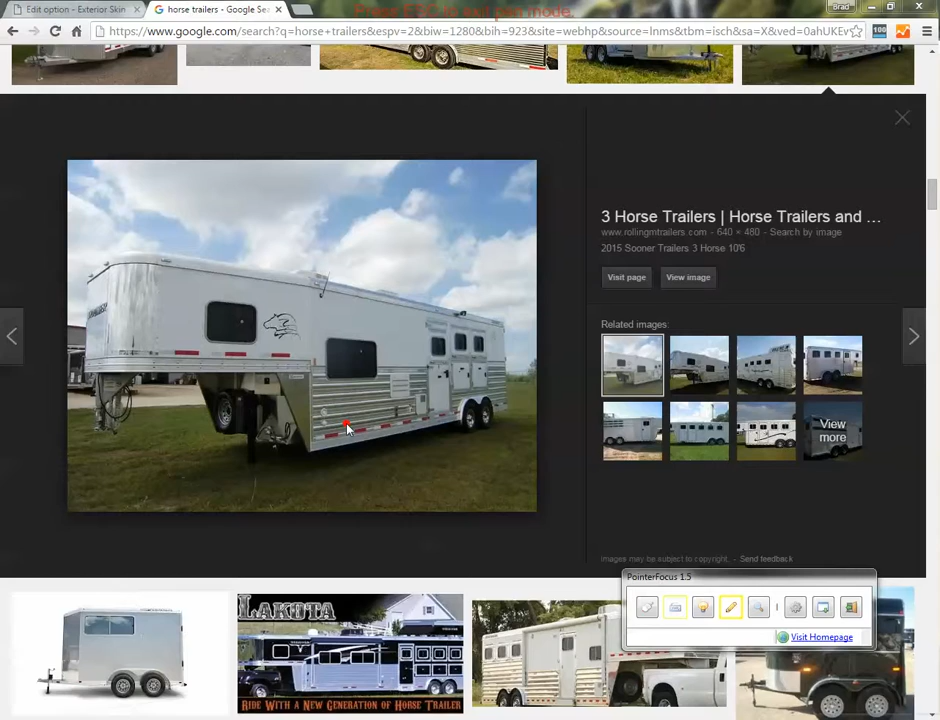 Press ESC to exit pen mode.
Edit option - Exterior Skin
horse trailers - Google Se
Brad
https://www.google.com/search?q=horse+trailers&espv=2&biw=1280&bih=923&site=webhp&source=lnms&tbm=isch&sa=X&ved=0ahUKEw
100
3 Horse Trailers | Horse Trailers and ...
www.rollingmtrailers.com - 640 × 480 - Search by image
2015 Sooner Trailers 3 Horse 10'6
Visit page
View image
Related images:
View
more
Images may be subject to copyright. - Send feedback
PointerFocus 1.5
Visit Homepage
LAKOTA
RIDE WITH A NEW GENERATION OF HORSE TRAILER